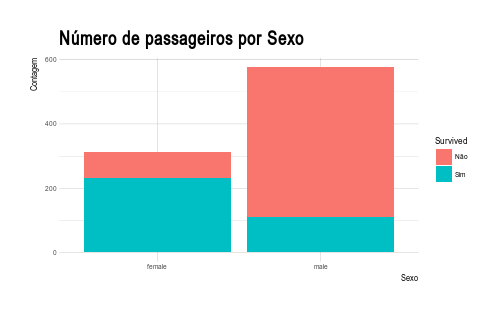 Número de passageiros por Sexo
Contagem
600
400
200
0
female
male
Sexo
Survived
Não
Sim